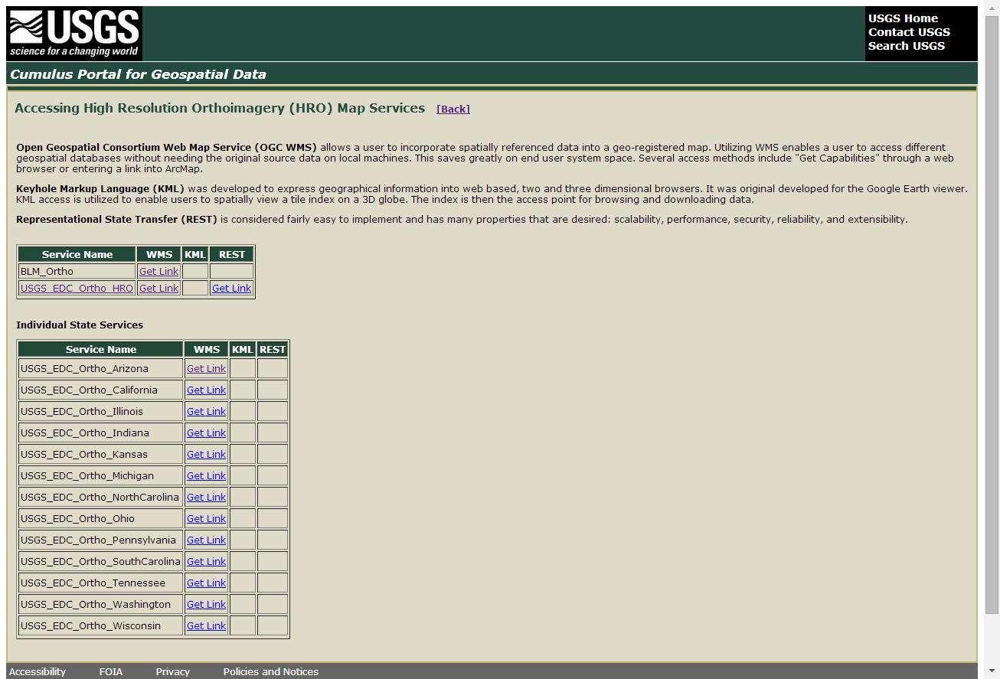 USGS
science for a changing world
USGS Home
Contact USGS
Search USGS
Cumulus Portal for Geospatial Data
Accessing High Resolution Orthoimagery (HRO) Map Services [Back]
Open Geospatial Consortium Web Map Service (OGC WMS) allows a user to incorporate spatially referenced data into a geo-registered map. Utilizing WMS enables a user to access different
geospatial databases without needing the original source data on local machines. This saves greatly on end user system space. Several access methods include "Get Capabilities" through a web
browser or entering a link into ArcMap.
Keyhole Markup Language (KML) was developed to express geographical information into web based, two and three dimensional browsers. It was original developed for the Google Earth viewer.
KML access is utilized to enable users to spatially view a tile index on a 3D globe. The index is then the access point for browsing and downloading data.
Representational State Transfer (REST) is considered fairly easy to implement and has many properties that are desired: scalability, performance, security, reliability, and extensibility.
Service Name WMS KML REST
BLM_Ortho Get Link
USGS_EDC_Ortho_HRO Get Link Get Link
Individual State Services
Service Name WMS KML REST
USGS_EDC_Ortho_Arizona Get Link
USGS_EDC_Ortho_California Get Link
USGS_EDC_Ortho_Illinois Get Link
USGS_EDC_Ortho_Indiana Get Link
USGS_EDC_Ortho_Kansas Get Link
USGS_EDC_Ortho_Michigan Get Link
USGS_EDC_Ortho_NorthCarolina Get Link
USGS_EDC_Ortho_Ohio Get Link
USGS_EDC_Ortho_Pennsylvania Get Link
USGS_EDC_Ortho_SouthCarolina Get Link
USGS_EDC_Ortho_Tennessee Get Link
USGS_EDC_Ortho_Washington Get Link
USGS_EDC_Ortho_Wisconsin Get Link
Accessibility FOIA Privacy Policies and Notices